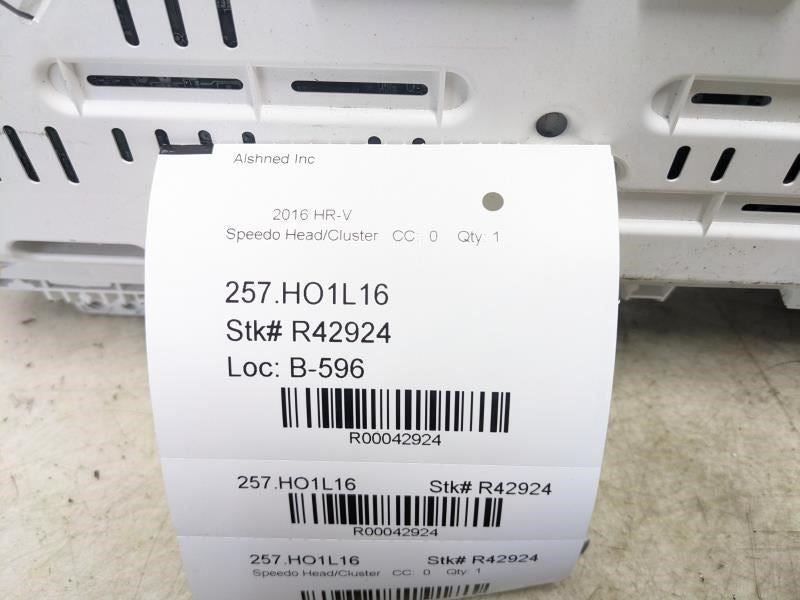 Alshned Inc
2016 HR-V
Speedo Head/Cluster CC: 0 Qty: 1
257.HO1L16
Stk# R42924
Loc: B-596
R00042924
257.HO1L16 Stk# R42924
R00042924
257.HO1L16 Stk# R42924
Speedo Head/Cluster CC: 0 Qty: 1